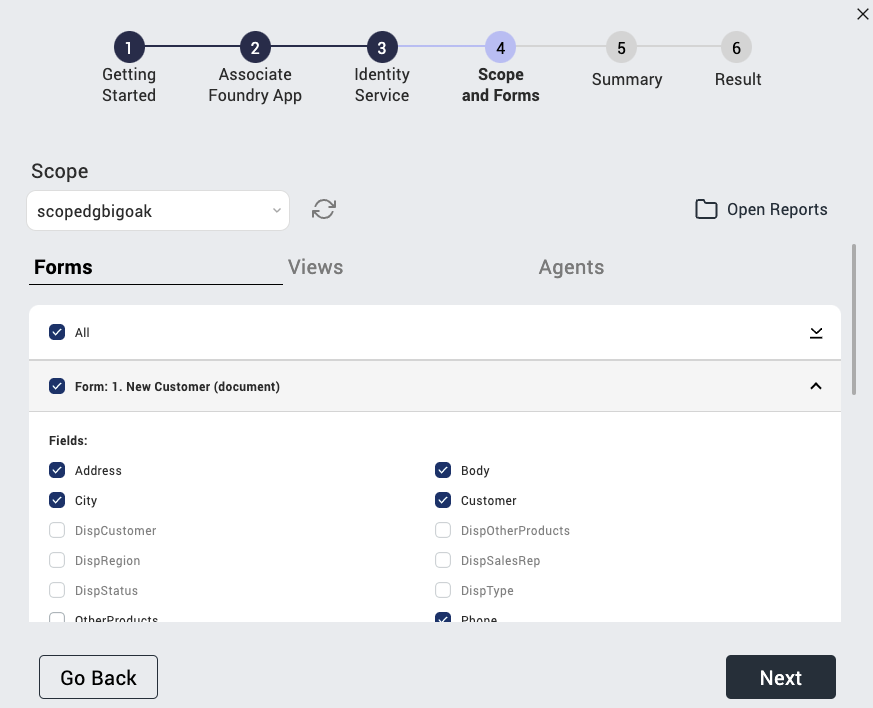 1 2 3 4 5 6
Getting Started
Associate Foundry App
Identity Service
Scope and Forms
Summary
Result
Scope
scopedgbigoak
Open Reports
Forms Views Agents
All
Form: 1. New Customer (document)
Fields:
Address Body
City Customer
DispCustomer DispOtherProducts
DispRegion DispSalesRep
DispStatus DispType
OtherProducts Phone
Go Back Next